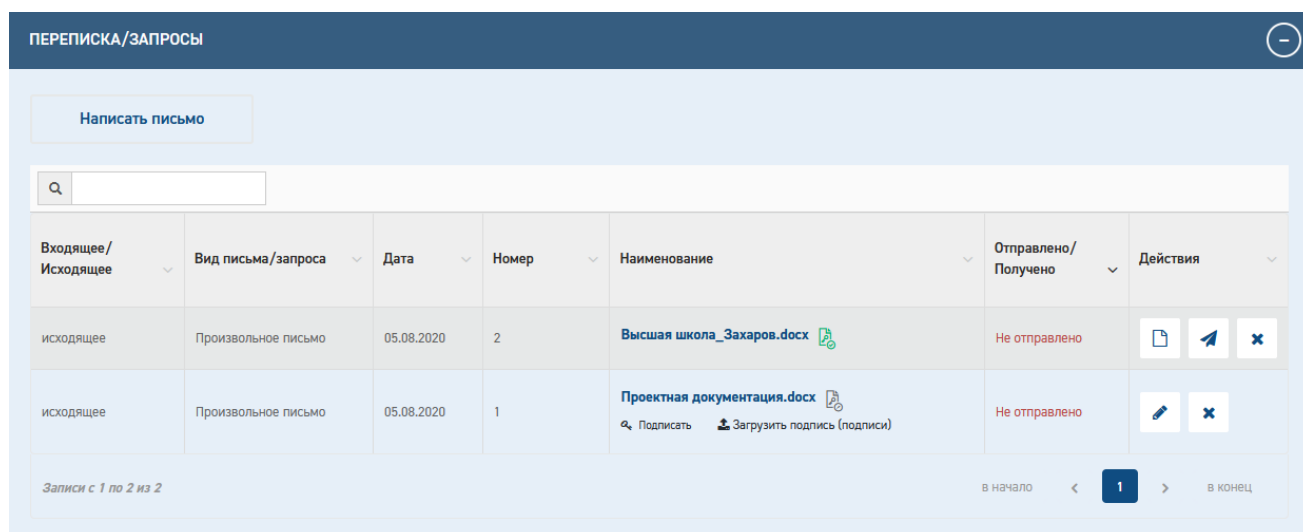 ПЕРЕПИСКА/ЗАПРОСЫ
Написать письмо
Входящее/
Исходящее
Вид письма/запроса
Дата
Номер
Наименование
Отправлено/
Получено
Действия
исходящее Произвольное письмо 05.08.2020 2 Высшая школа_Захаров.docx Не отправлено
исходящее Произвольное письмо 05.08.2020 1 Проектная документация.docx Не отправлено
Подписать Загрузить подпись (подписи)
Записи с 1 по 2 из 2 в начало 1 в конец